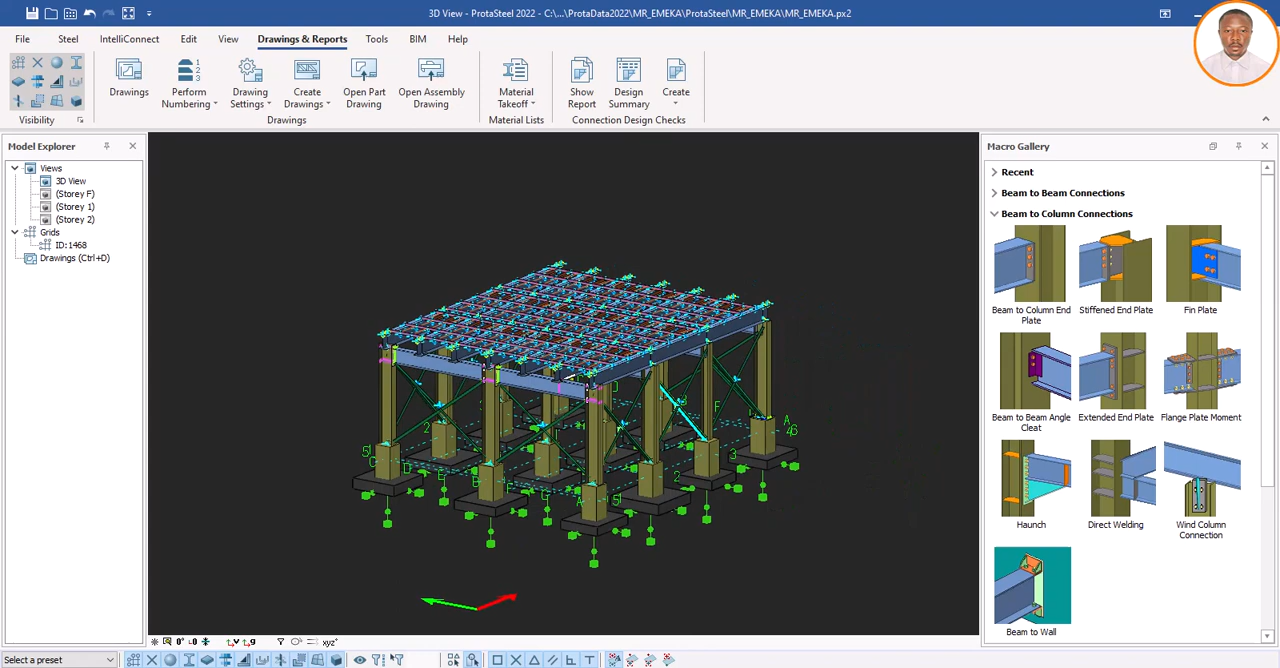 3D View - ProtaSteel 2022 - C:\...\ProtaData2022\MR_EMEKA\ProtaSteel\MR_EMEKA\MR_EMEKA.px2
File Steel IntelliConnect Edit View Drawings & Reports Tools BIM Help
Drawings
Perform Numbering
Drawing Settings
Create Drawings
Open Part Drawing
Open Assembly Drawing
Material Takeoff
Show Report
Design Summary
Create
Visibility
Drawings
Material Lists
Connection Design Checks
Model Explorer
Views
3D View
(Storey F)
(Storey 1)
(Storey 2)
Grids
ID:1468
Drawings (Ctrl+D)
Macro Gallery
Recent
Beam to Beam Connections
Beam to Column Connections
Beam to Column End Plate
Stiffened End Plate
Fin Plate
Beam to Beam Angle Cleat
Extended End Plate
Flange Plate Moment
Haunch
Direct Welding
Wind Column Connection
Beam to Wall
xyz+
Select a preset